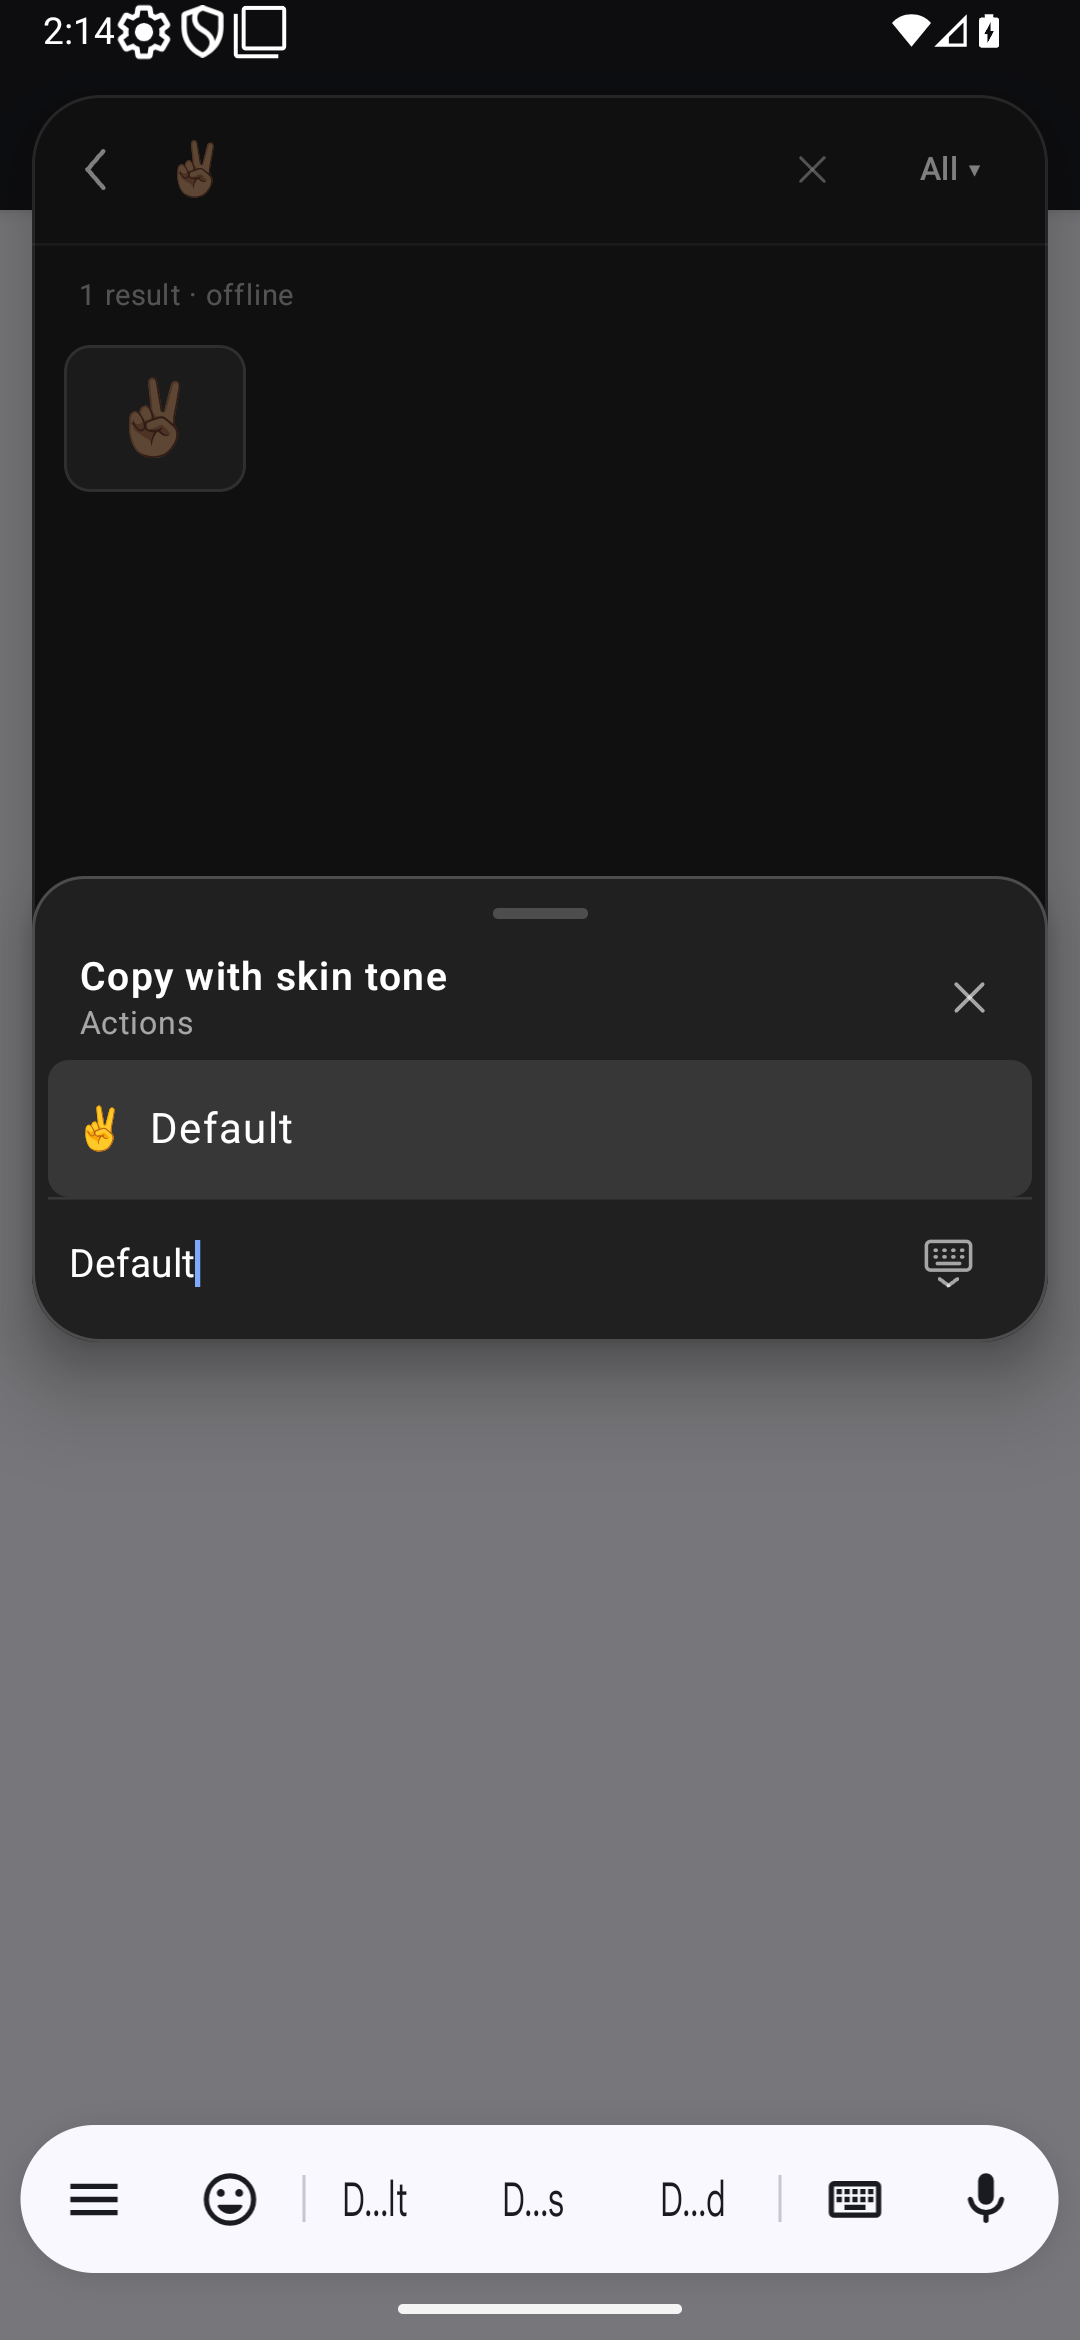 2:14
✌🏾
All ▾
1 result · offline
✌🏾
Copy with skin tone
Actions
✌️ Default
Default
D...lt
D...s
D...d